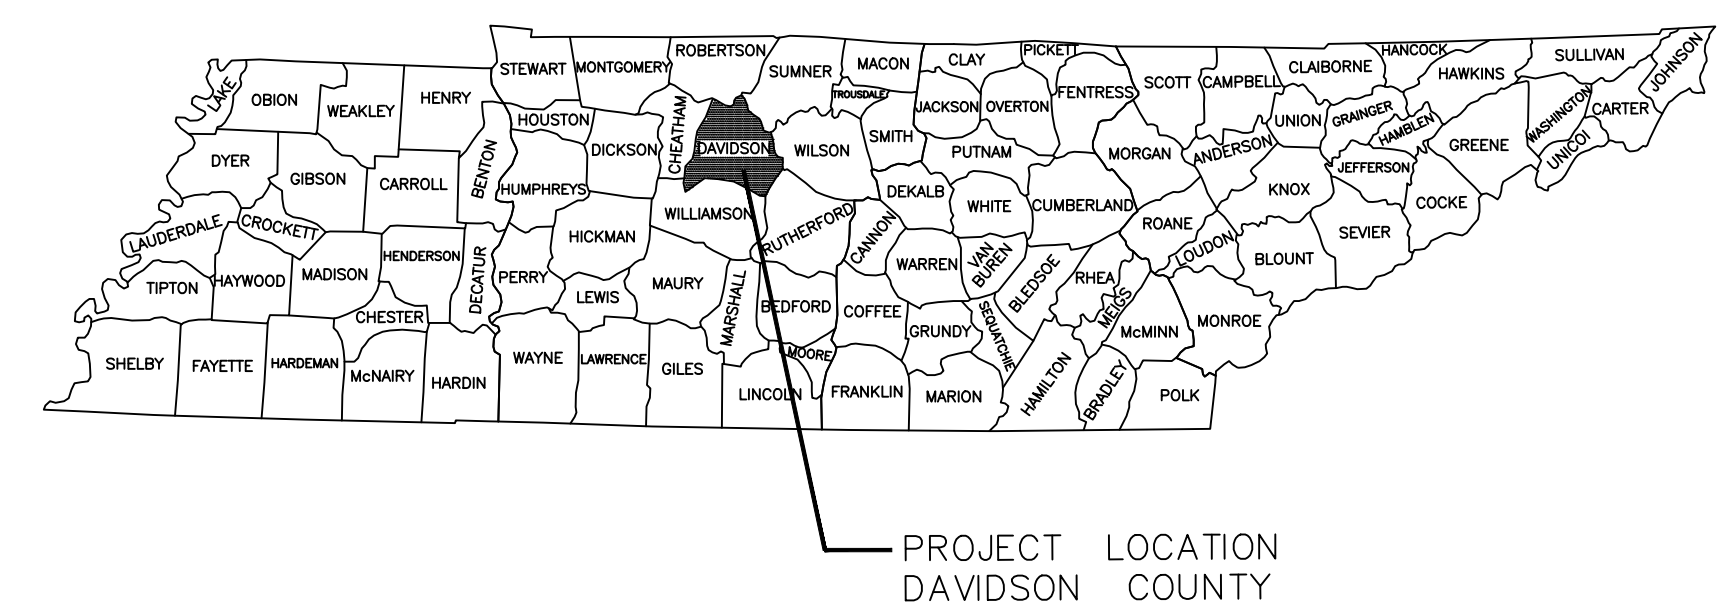 ROBERTSON
STEWART
MONTGOMERY
SUMNER
MACON
CLAY
PICKETT
HANCOCK
SULLIVAN
JOHNSON
LAKE
OBION
WEAKLEY
HENRY
HOUSTON
CHEATHAM
TROUSDALE
JACKSON
OVERTON
FENTRESS
SCOTT
CAMPBELL
CLAIBORNE
HAWKINS
UNION
GRAINGER
HAMBLEN
GREENE
WASHINGTON
CARTER
UNICOI
DYER
GIBSON
CARROLL
BENTON
HUMPHREYS
DICKSON
DAVIDSON
WILSON
SMITH
PUTNAM
MORGAN
ANDERSON
KNOX
JEFFERSON
COCKE
SEVIER
LAUDERDALE
CROCKETT
HICKMAN
WILLIAMSON
RUTHERFORD
CANNON
DEKALB
WHITE
CUMBERLAND
ROANE
LOUDON
BLOUNT
TIPTON
HAYWOOD
MADISON
HENDERSON
DECATUR
PERRY
LEWIS
MAURY
MARSHALL
BEDFORD
COFFEE
WARREN
VAN
BUREN
BLEDSOE
RHEA
MEIGS
McMINN
MONROE
CHESTER
GRUNDY
SEQUATCHIE
SHELBY
FAYETTE
HARDEMAN
McNAIRY
HARDIN
WAYNE
LAWRENCE
GILES
LINCOLN
MOORE
FRANKLIN
MARION
HAMILTON
BRADLEY
POLK
PROJECT LOCATION
DAVIDSON COUNTY